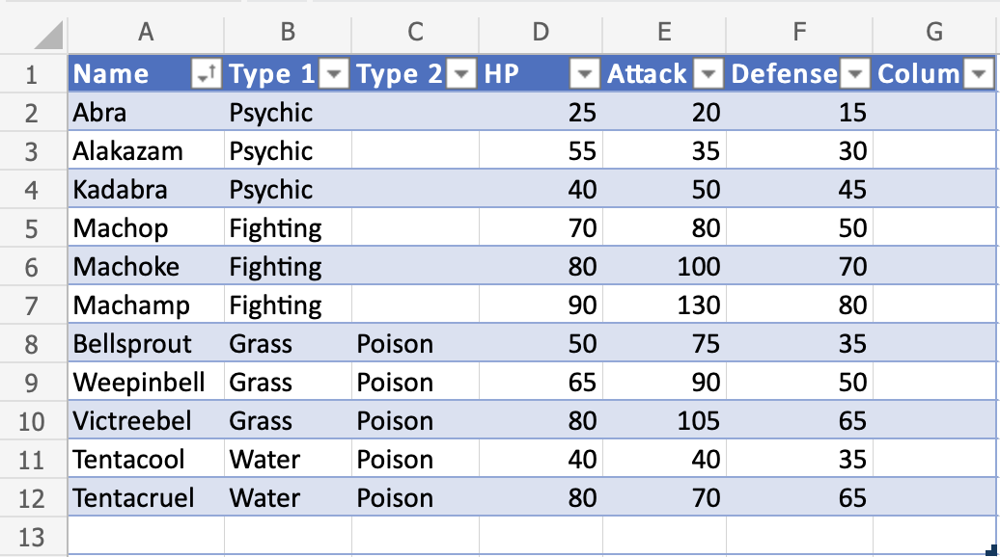 A B C D E F G
1 Name Type 1 Type 2 HP Attack Defense Colum
2 Abra Psychic 25 20 15
3 Alakazam Psychic 55 35 30
4 Kadabra Psychic 40 50 45
5 Machop Fighting 70 80 50
6 Machoke Fighting 80 100 70
7 Machamp Fighting 90 130 80
8 Bellsprout Grass Poison 50 75 35
9 Weepinbell Grass Poison 65 90 50
10 Victreebel Grass Poison 80 105 65
11 Tentacool Water Poison 40 40 35
12 Tentacruel Water Poison 80 70 65
13